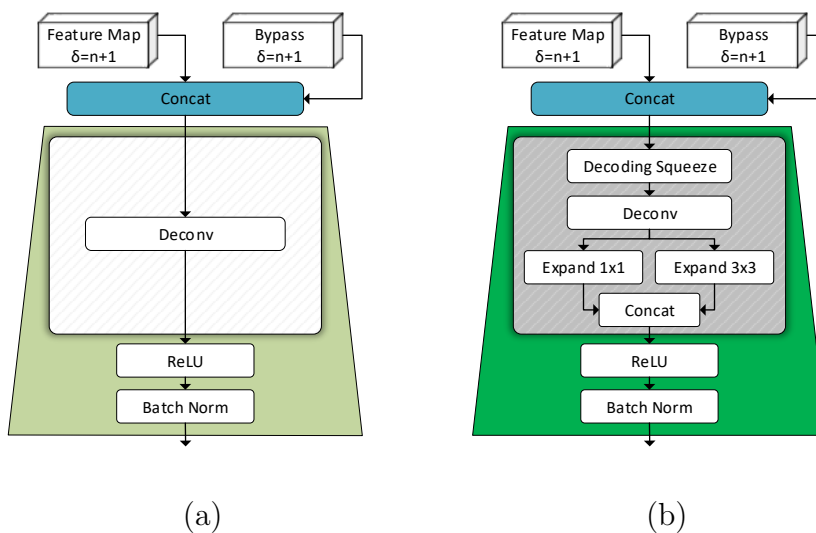 Feature Map
δ=n+1
Bypass
δ=n+1
Concat
Deconv
ReLU
Batch Norm
(a)
Feature Map
δ=n+1
Bypass
δ=n+1
Concat
Decoding Squeeze
Deconv
Expand 1x1
Expand 3x3
Concat
ReLU
Batch Norm
(b)